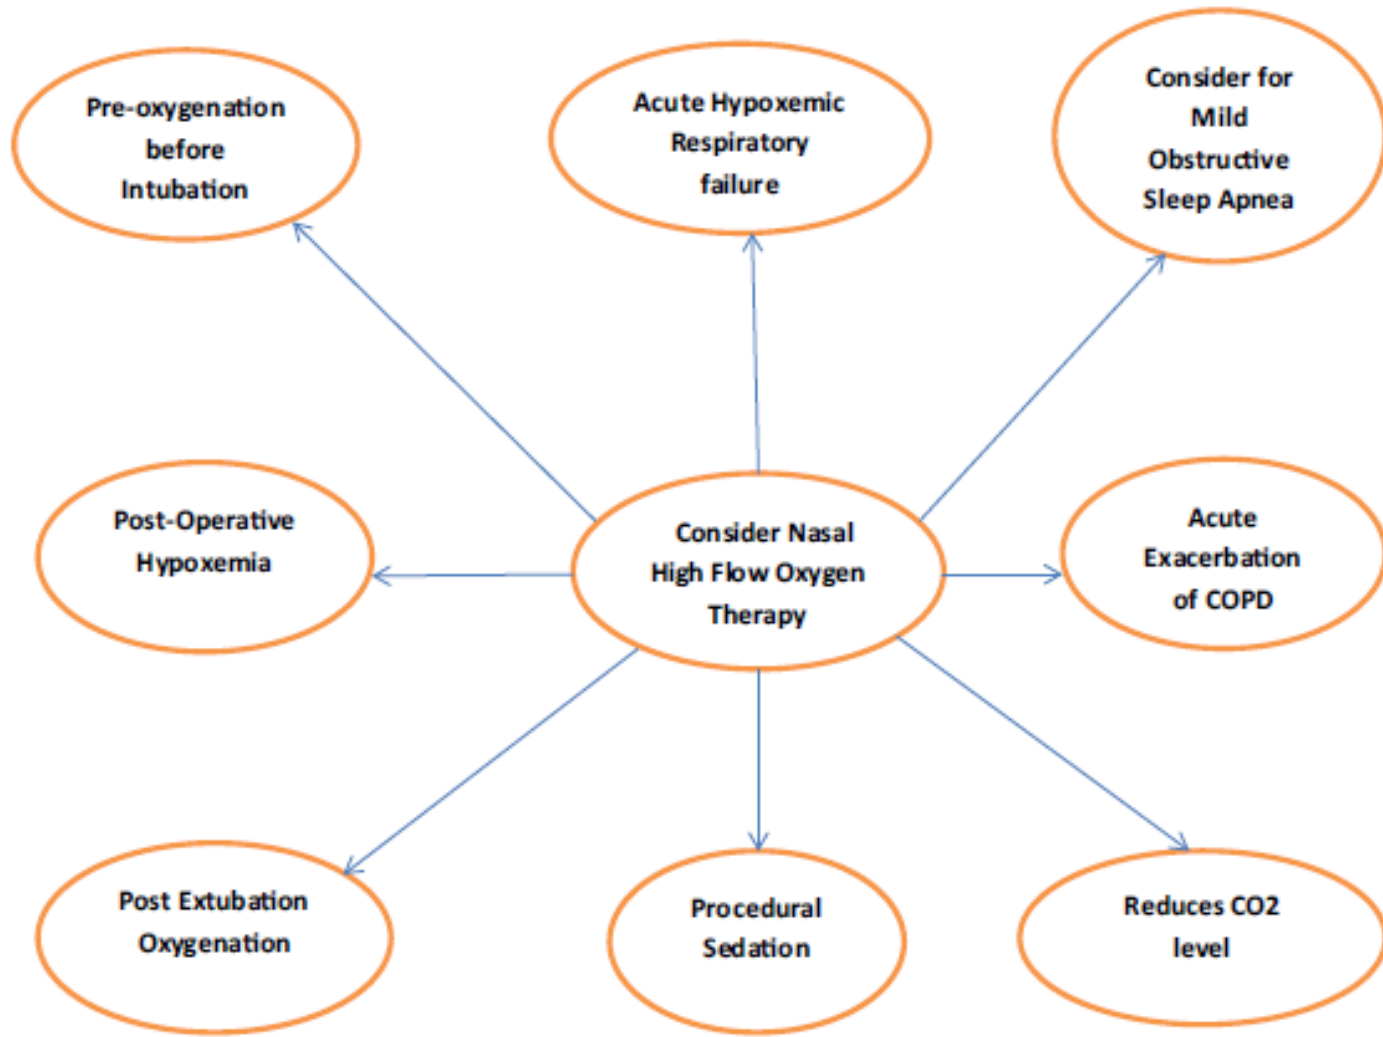 Pre-oxygenation
before
Intubation
Acute Hypoxemic
Respiratory
failure
Consider for
Mild
Obstructive
Sleep Apnea
Post-Operative
Hypoxemia
Consider Nasal
High Flow Oxygen
Therapy
Acute
Exacerbation
of COPD
Post Extubation
Oxygenation
Procedural
Sedation
Reduces CO2
level